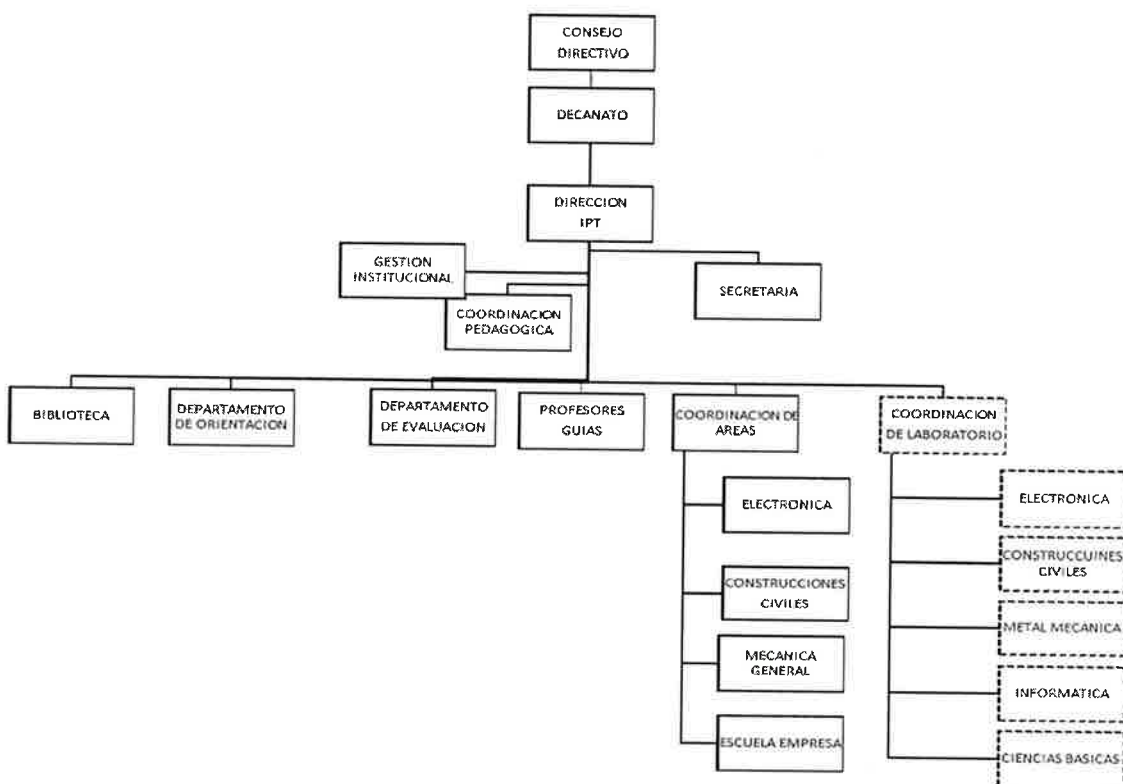 CONSEJO
DIRECTIVO
DECANATO
DIRECCION
IPT
GESTION
INSTITUCIONAL
SECRETARIA
COORDINACION
PEDAGOGICA
BIBLIOTECA
DEPARTAMENTO
DE ORIENTACION
DEPARTAMENTO
DE EVALUACION
PROFESORES
GUIAS
COORDINACION DE
AREAS
COORDINACION
DE LABORATORIO
ELECTRONICA
CONSTRUCCIONES
CIVILES
MECANICA
GENERAL
ESCUELA EMPRESA
ELECTRONICA
CONSTRUCCUINES
CIVILES
METAL MECANICA
INFORMATICA
CIENCIAS BASICAS